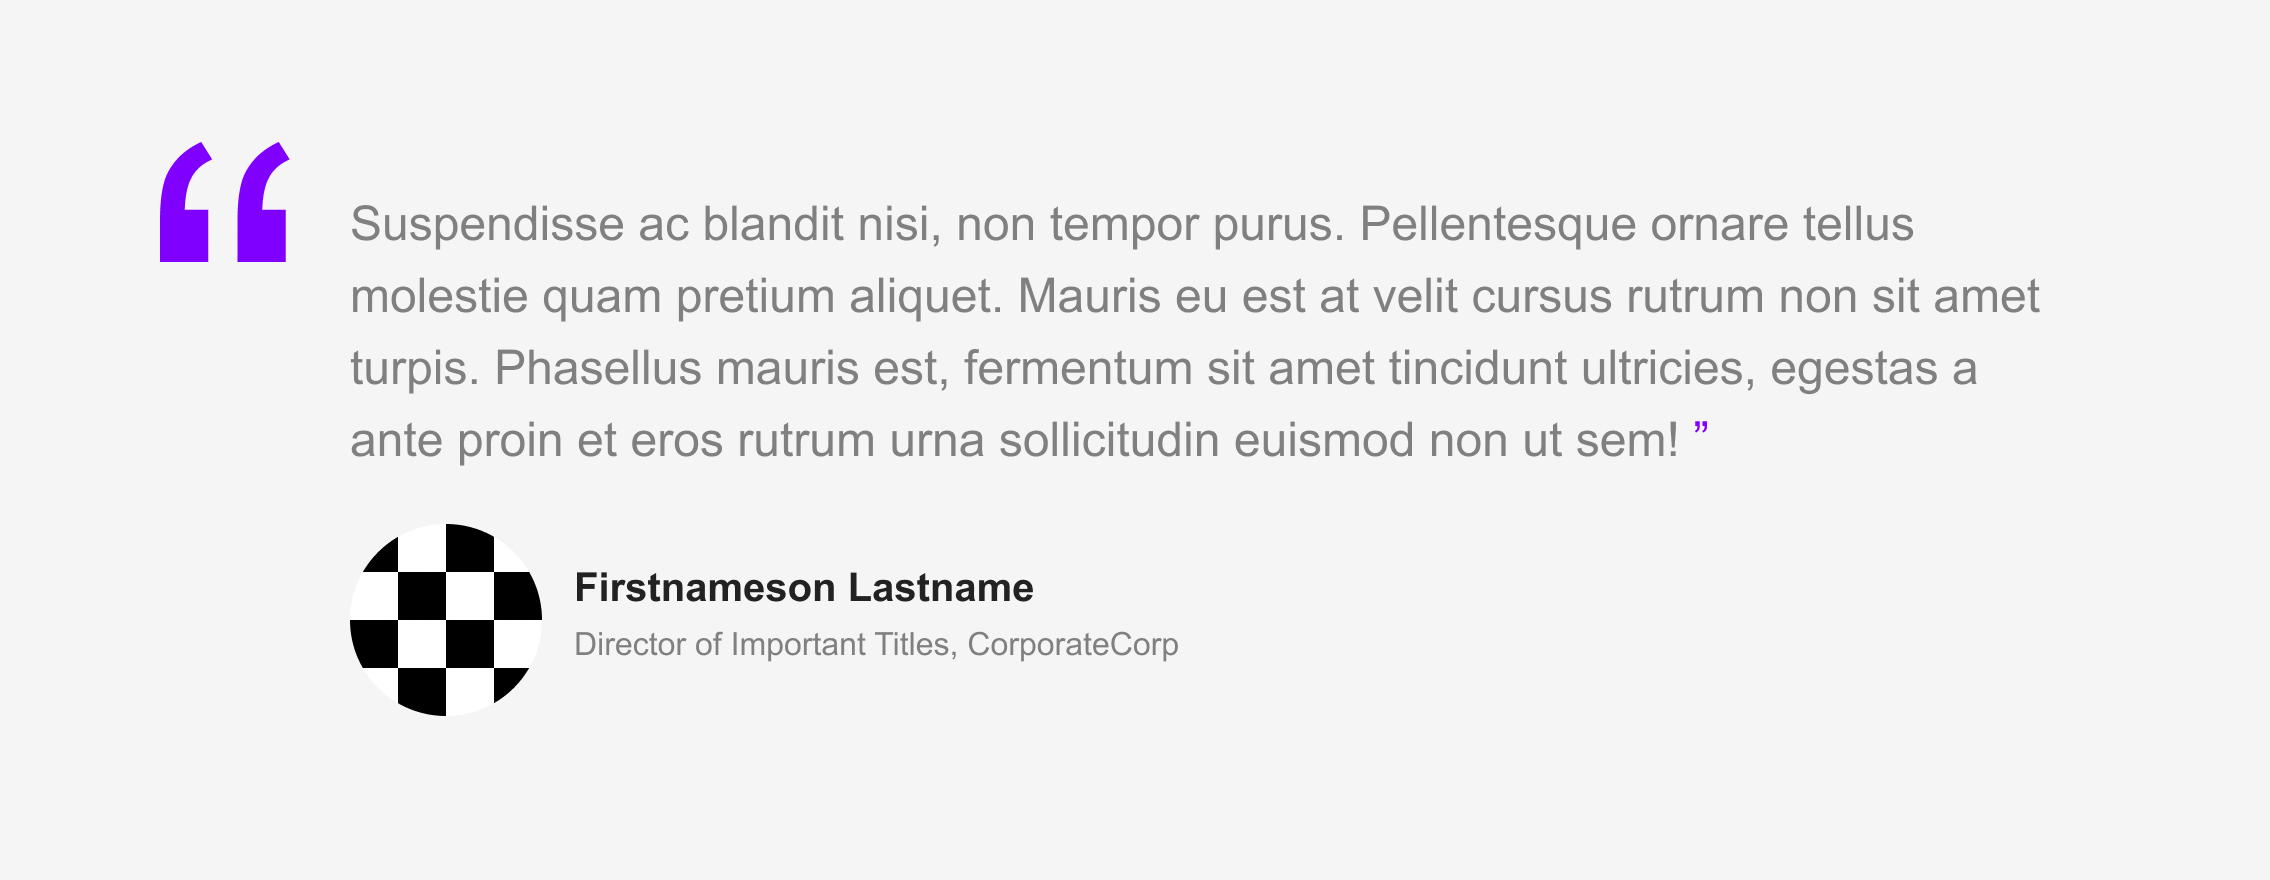 “ Suspendisse ac blandit nisi, non tempor purus. Pellentesque ornare tellus
molestie quam pretium aliquet. Mauris eu est at velit cursus rutrum non sit amet
turpis. Phasellus mauris est, fermentum sit amet tincidunt ultricies, egestas a
ante proin et eros rutrum urna sollicitudin euismod non ut sem! ”
Firstnameson Lastname
Director of Important Titles, CorporateCorp